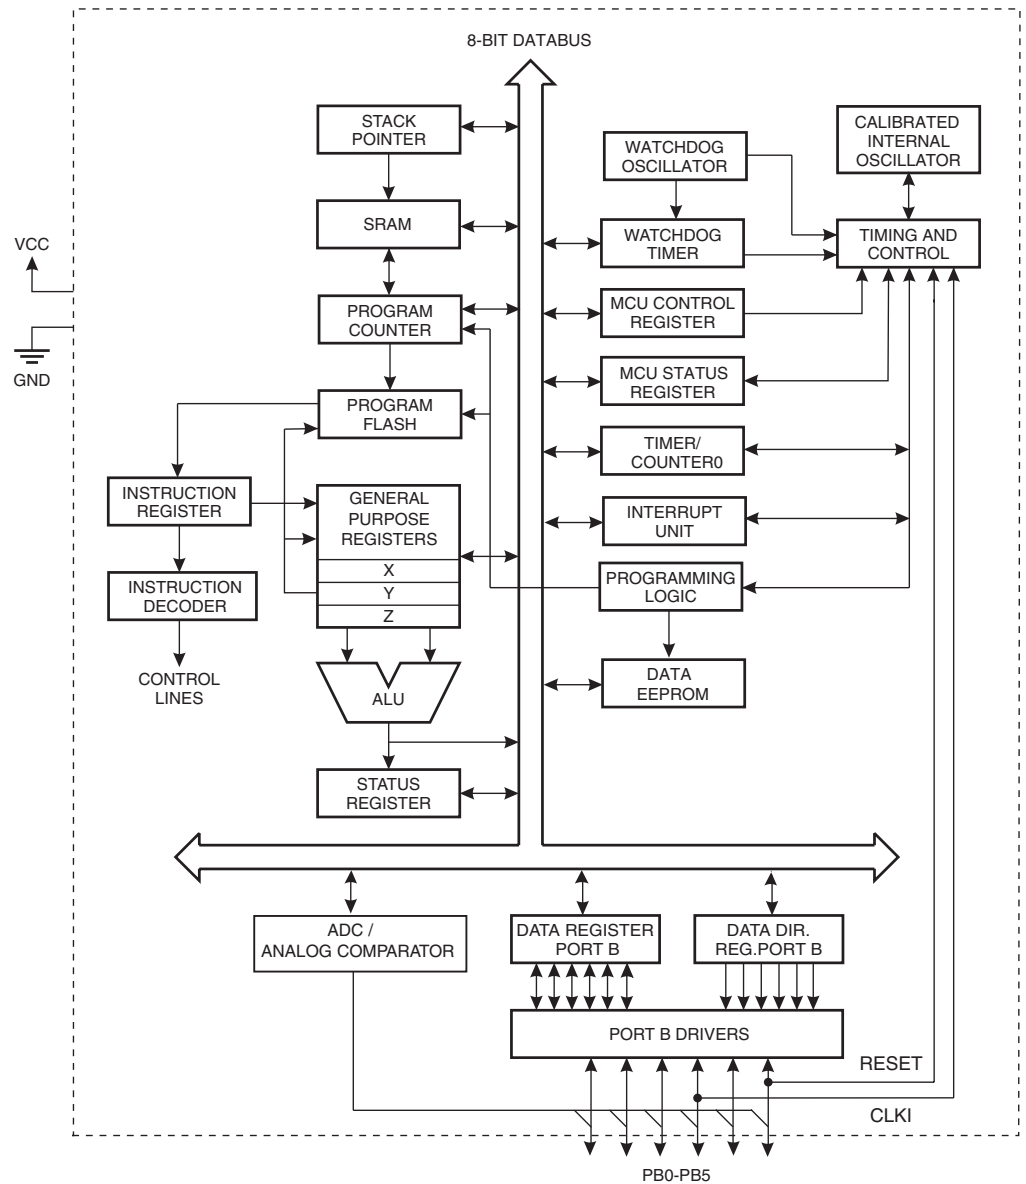 8-BIT DATABUS
STACK
POINTER
SRAM
PROGRAM
COUNTER
PROGRAM
FLASH
VCC
GND
INSTRUCTION
REGISTER
INSTRUCTION
DECODER
CONTROL
LINES
GENERAL
PURPOSE
REGISTERS
X
Y
Z
ALU
STATUS
REGISTER
WATCHDOG
OSCILLATOR
CALIBRATED
INTERNAL
OSCILLATOR
WATCHDOG
TIMER
TIMING AND
CONTROL
MCU CONTROL
REGISTER
MCU STATUS
REGISTER
TIMER/
COUNTER0
INTERRUPT
UNIT
PROGRAMMING
LOGIC
DATA
EEPROM
ADC /
ANALOG COMPARATOR
DATA REGISTER
PORT B
DATA DIR.
REG.PORT B
PORT B DRIVERS
RESET
CLKI
PB0-PB5